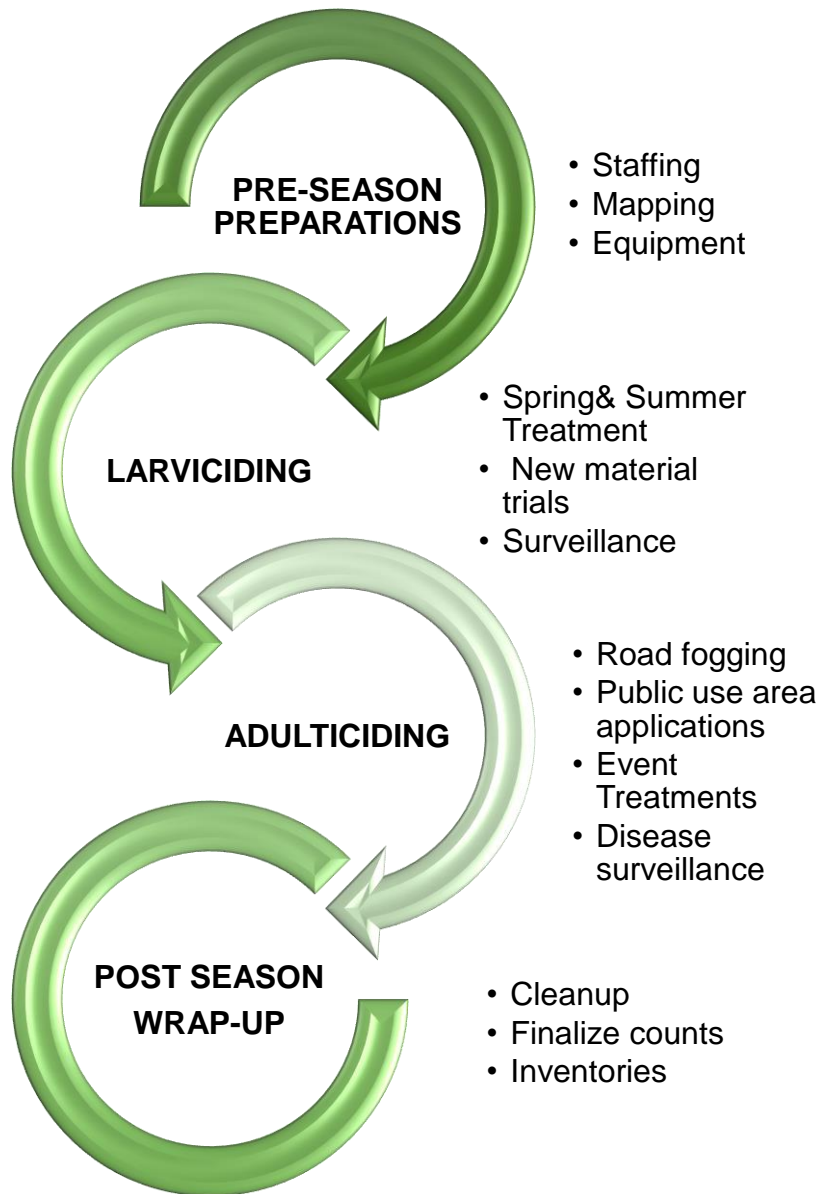 PRE-SEASON
PREPARATIONS
• Staffing
• Mapping
• Equipment
LARVICIDING
• Spring& Summer
Treatment
• New material
trials
• Surveillance
ADULTICIDING
• Road fogging
• Public use area
applications
• Event
Treatments
• Disease
surveillance
POST SEASON
WRAP-UP
• Cleanup
• Finalize counts
• Inventories